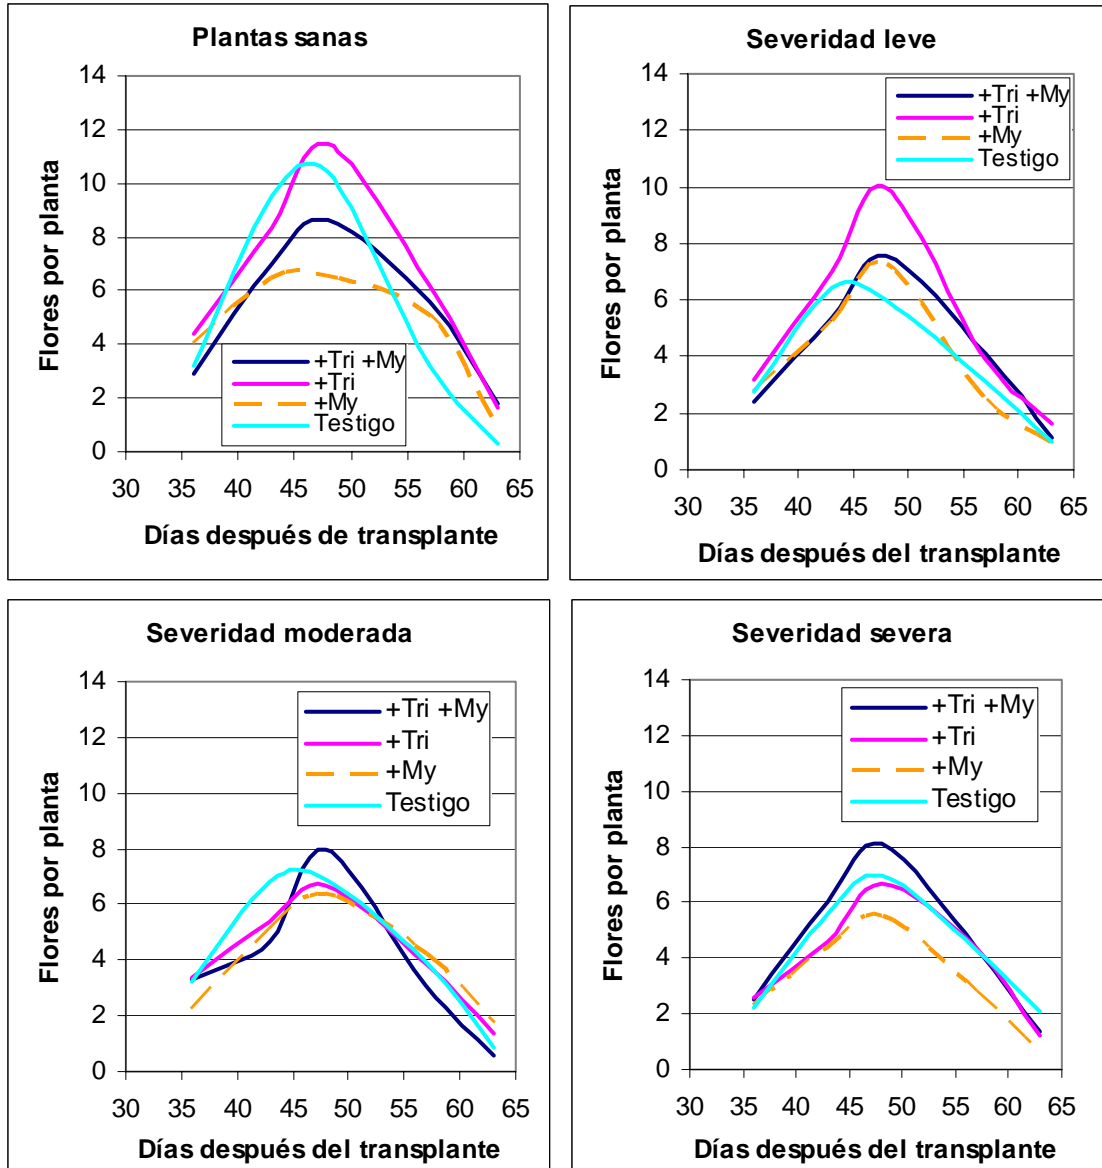 Plantas sanas
Flores por planta
14
12
10
8
6
4
2
0
+Tri +My
+Tri
+My
Testigo
30 35 40 45 50 55 60 65
Días después de transplante
Severidad leve
Flores por planta
14
12
10
8
6
4
2
0
+Tri +My
+Tri
+My
Testigo
30 35 40 45 50 55 60 65
Días después del transplante
Severidad moderada
Flores por planta
14
12
10
8
6
4
2
0
+Tri +My
+Tri
+My
Testigo
30 35 40 45 50 55 60 65
Días después del transplante
Severidad severa
Flores por planta
14
12
10
8
6
4
2
0
+Tri +My
+Tri
+My
Testigo
30 35 40 45 50 55 60 65
Días después del transplante